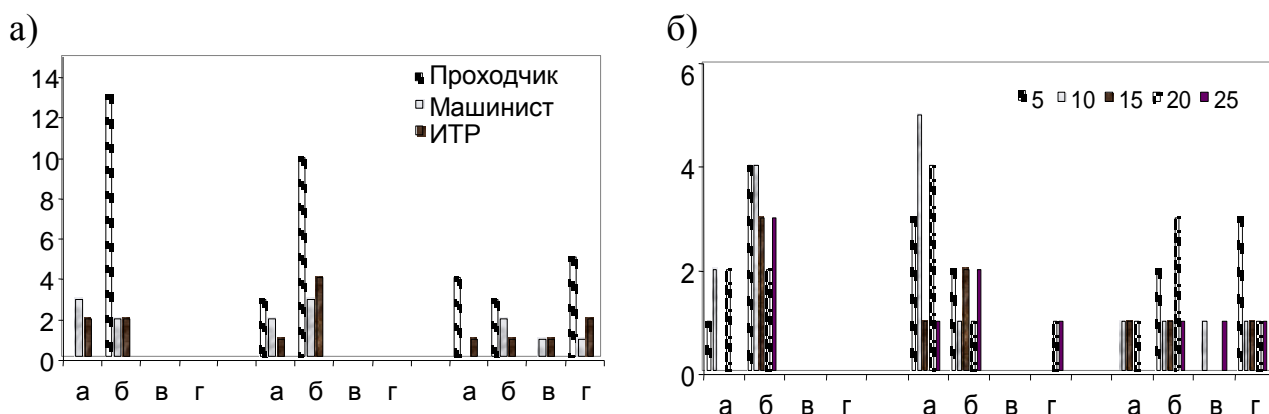 а)
14
12
10
8
6
4
2
0
Проходчик
Машинист
ИТР
а б в г а б в г а б в г
б)
6
4
2
0
5 10 15 20 25
а б в г а б в г а б в г